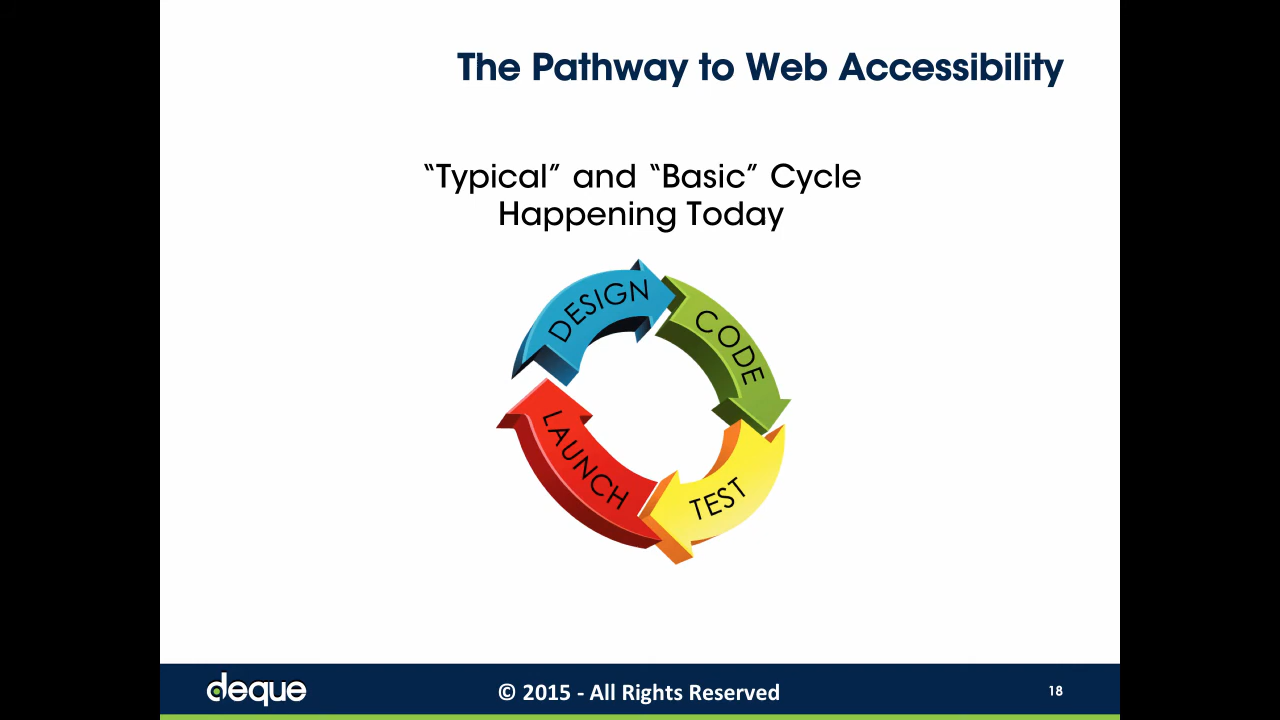 The Pathway to Web Accessibility
“Typical” and “Basic” Cycle
Happening Today
DESIGN
CODE
TEST
LAUNCH
deque
© 2015 - All Rights Reserved
18